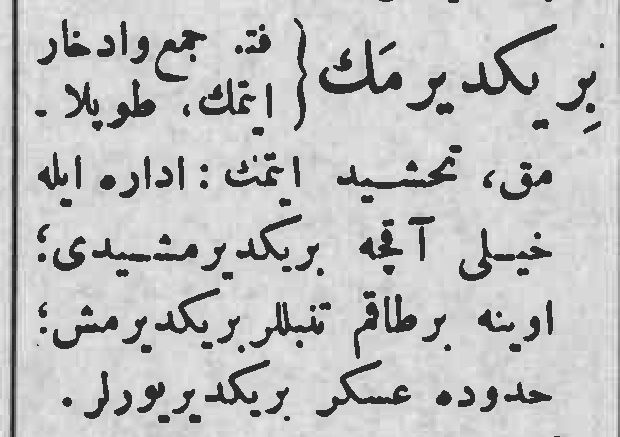 بِریکدیرمَك { فتـ. جمع وادخار
ایتمك، طوپلا-
مق، تحشید ایتمك : اداره ایله
خیلی آقچه بریکدیرمشیدی؛
اوینه برطاقم تنبللر بریکدیرمش؛
حدوده عسکر بریکدیریورلر.